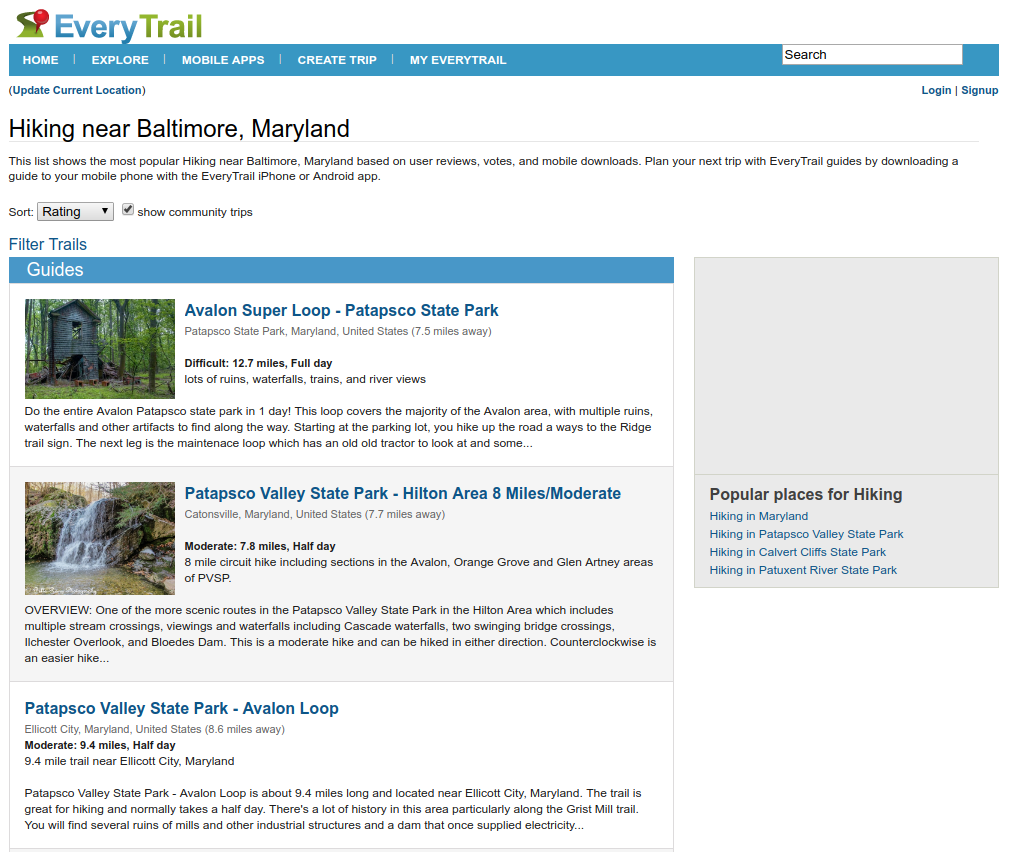 EveryTrail
HOME | EXPLORE | MOBILE APPS | CREATE TRIP | MY EVERYTRAIL
Search
(Update Current Location)
Login | Signup
Hiking near Baltimore, Maryland
This list shows the most popular Hiking near Baltimore, Maryland based on user reviews, votes, and mobile downloads. Plan your next trip with EveryTrail guides by downloading a
guide to your mobile phone with the EveryTrail iPhone or Android app.
Sort: Rating show community trips
Filter Trails
Guides
Avalon Super Loop - Patapsco State Park
Patapsco State Park, Maryland, United States (7.5 miles away)
Difficult: 12.7 miles, Full day
lots of ruins, waterfalls, trains, and river views
Do the entire Avalon Patapsco state park in 1 day! This loop covers the majority of the Avalon area, with multiple ruins,
waterfalls and other artifacts to find along the way. Starting at the parking lot, you hike up the road a ways to the Ridge
trail sign. The next leg is the maintenace loop which has an old old tractor to look at and some...
Patapsco Valley State Park - Hilton Area 8 Miles/Moderate
Catonsville, Maryland, United States (7.7 miles away)
Moderate: 7.8 miles, Half day
8 mile circuit hike including sections in the Avalon, Orange Grove and Glen Artney areas
of PVSP.
OVERVIEW: One of the more scenic routes in the Patapsco Valley State Park in the Hilton Area which includes
multiple stream crossings, viewings and waterfalls including Cascade waterfalls, two swinging bridge crossings,
Ilchester Overlook, and Bloedes Dam. This is a moderate hike and can be hiked in either direction. Counterclockwise is
an easier hike...
Patapsco Valley State Park - Avalon Loop
Ellicott City, Maryland, United States (8.6 miles away)
Moderate: 9.4 miles, Half day
9.4 mile trail near Ellicott City, Maryland
Patapsco Valley State Park - Avalon Loop is about 9.4 miles long and located near Ellicott City, Maryland. The trail is
great for hiking and normally takes a half day. There's a lot of history in this area particularly along the Grist Mill trail.
You will find several ruins of mills and other industrial structures and a dam that once supplied electricity...
Popular places for Hiking
Hiking in Maryland
Hiking in Patapsco Valley State Park
Hiking in Calvert Cliffs State Park
Hiking in Patuxent River State Park